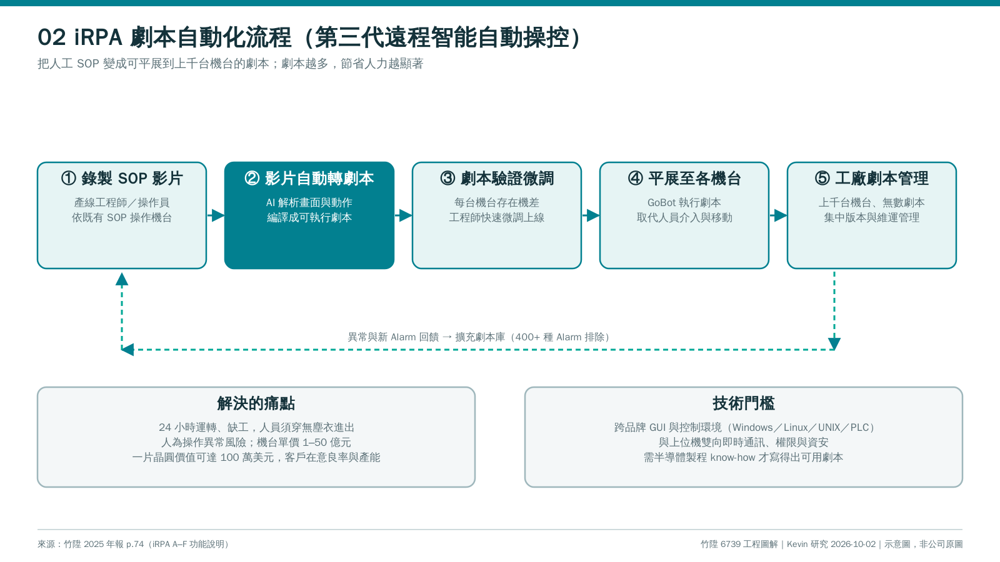 02 iRPA 劇本自動化流程（第三代遠程智能自動操控）
把人工 SOP 變成可平展到上千台機台的劇本；劇本越多，節省人力越顯著
① 錄製 SOP 影片
產線工程師／操作員
依既有 SOP 操作機台
② 影片自動轉劇本
AI 解析畫面與動作
編譯成可執行劇本
③ 劇本驗證微調
每台機台存在機差
工程師快速微調上線
④ 平展至各機台
GoBot 執行劇本
取代人員介入與移動
⑤ 工廠劇本管理
上千台機台、無數劇本
集中版本與維運管理
異常與新 Alarm 回饋 → 擴充劇本庫（400+ 種 Alarm 排除）
解決的痛點
24 小時運轉、缺工，人員須穿無塵衣進出
人為操作異常風險；機台單價 1–50 億元
一片晶圓價值可達 100 萬美元，客戶在意良率與產能
技術門檻
跨品牌 GUI 與控制環境（Windows／Linux／UNIX／PLC）
與上位機雙向即時通訊、權限與資安
需半導體製程 know-how 才寫得出可用劇本
來源：竹陞 2025 年報 p.74（iRPA A–F 功能說明）
竹陞 6739 工程圖解｜Kevin 研究 2026-10-02｜示意圖，非公司原圖